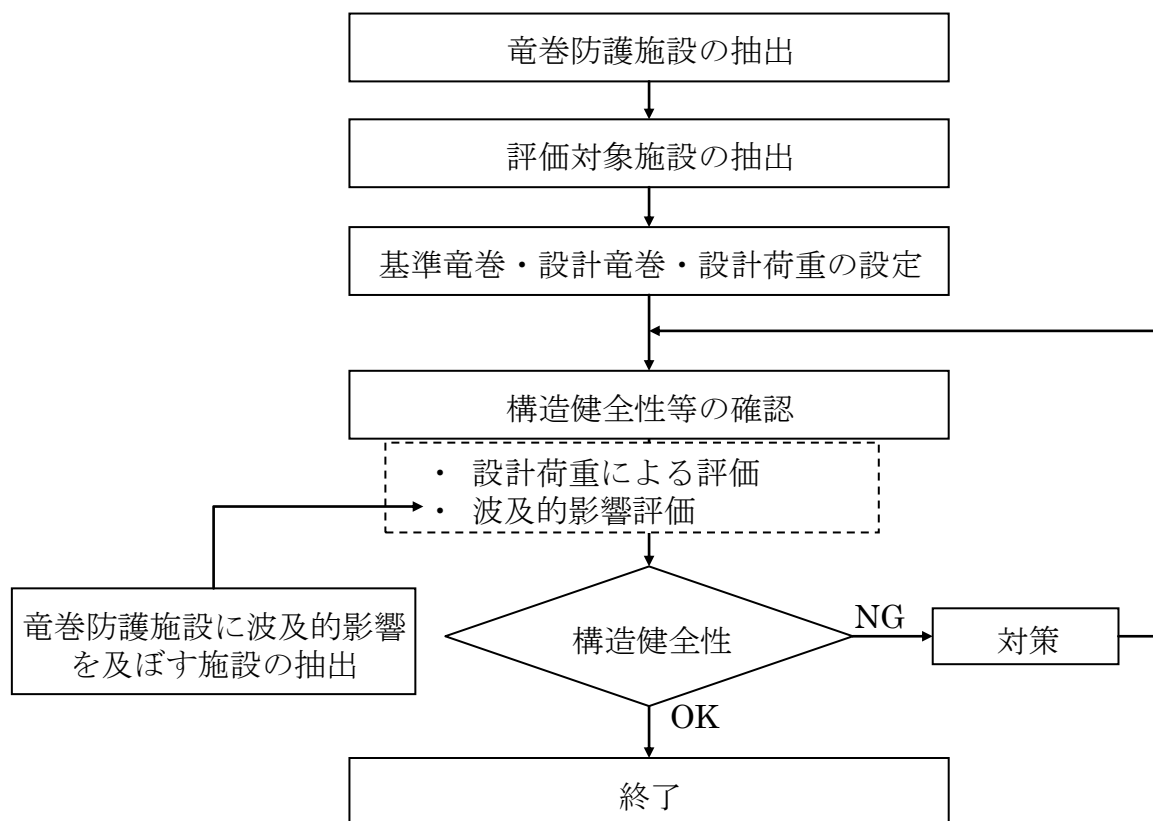 竜巻防護施設の抽出
評価対象施設の抽出
基準竜巻・設計竜巻・設計荷重の設定
構造健全性等の確認
・ 設計荷重による評価
・ 波及的影響評価
竜巻防護施設に波及的影響
を及ぼす施設の抽出
構造健全性
NG
対策
OK
終了